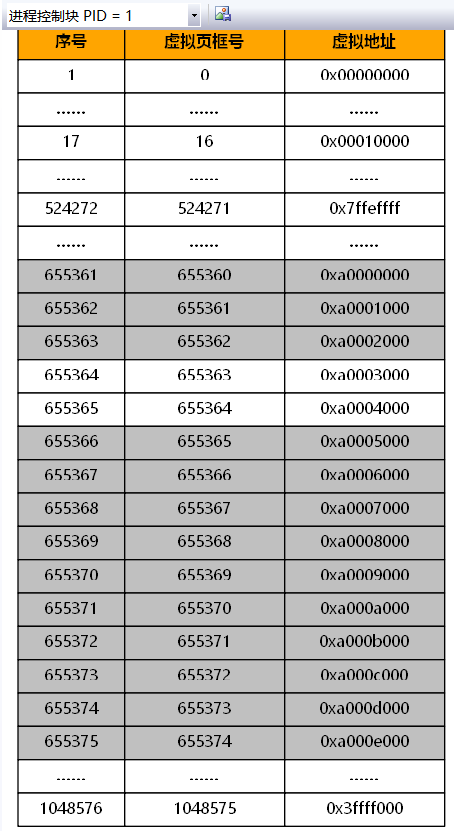 进程控制块 PID = 1
序号 虚拟页框号 虚拟地址
1 0 0x00000000
...... ...... ......
17 16 0x00010000
...... ...... ......
524272 524271 0x7ffeffff
...... ...... ......
655361 655360 0xa0000000
655362 655361 0xa0001000
655363 655362 0xa0002000
655364 655363 0xa0003000
655365 655364 0xa0004000
655366 655365 0xa0005000
655367 655366 0xa0006000
655368 655367 0xa0007000
655369 655368 0xa0008000
655370 655369 0xa0009000
655371 655370 0xa000a000
655372 655371 0xa000b000
655373 655372 0xa000c000
655374 655373 0xa000d000
655375 655374 0xa000e000
...... ...... ......
1048576 1048575 0x3ffff000